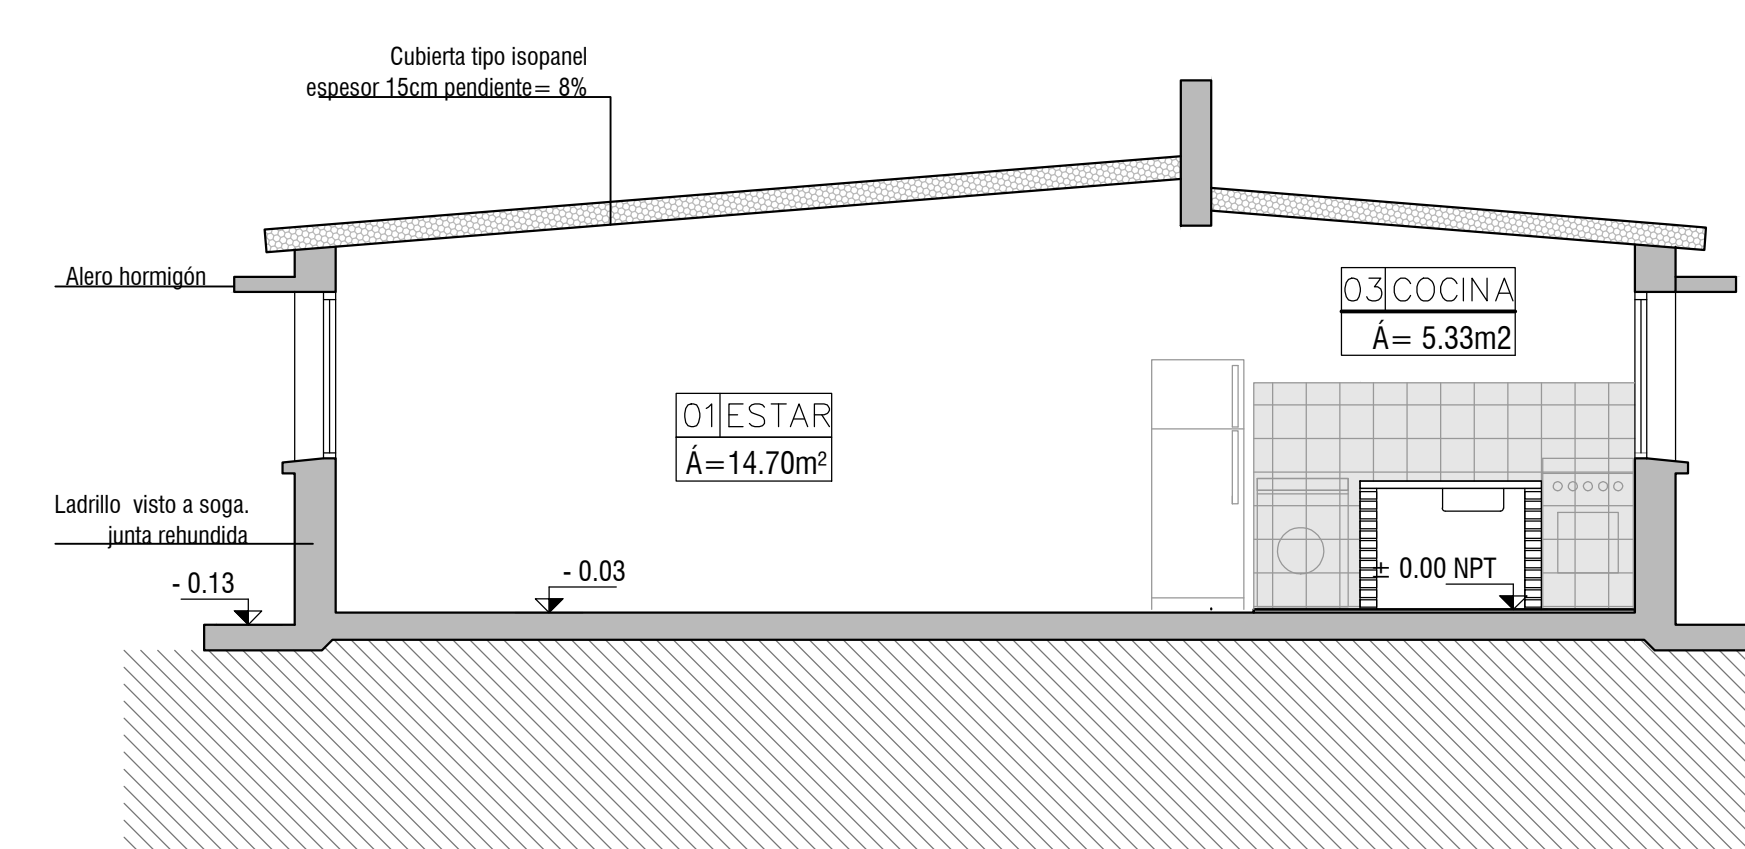 Cubierta tipo isopanel
espesor 15cm pendiente= 8%
Alero hormigón
03 COCINA
Á= 5.33m2
01 ESTAR
Á=14.70m²
Ladrillo visto a soga.
junta rehundida
- 0.13
- 0.03
± 0.00 NPT